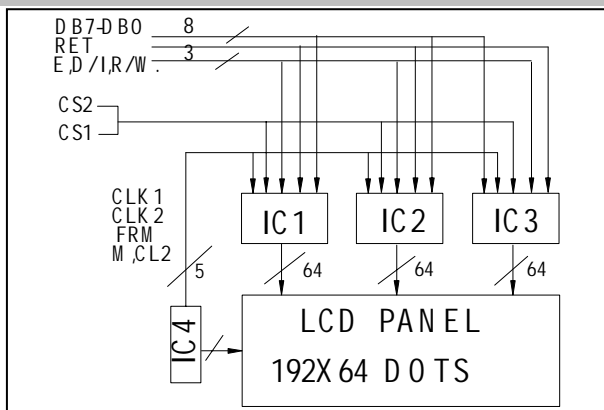 DB7-DB0 8
RET
E,D/I,R/W. 3
CS2
CS1
CLK1
CLK2
FRM
M,CL2
5
IC1 IC2 IC3
64 64 64
IC4
LCD PANEL
192X64 DOTS